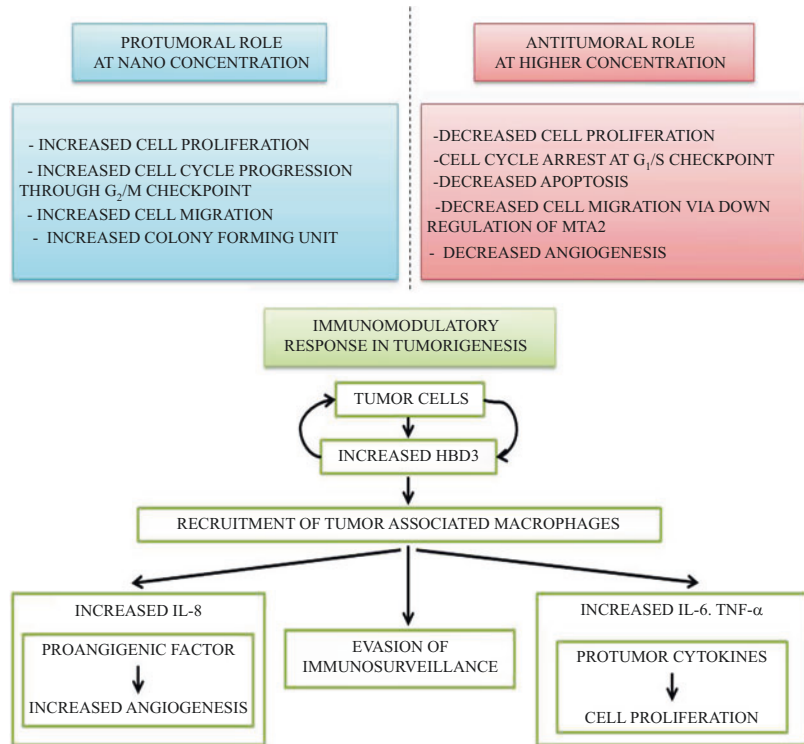 PROTUMORAL ROLE
AT NANO CONCENTRATION
ANTITUMORAL ROLE
AT HIGHER CONCENTRATION
- INCREASED CELL PROLIFERATION
- INCREASED CELL CYCLE PROGRESSION
THROUGH G₂/M CHECKPOINT
- INCREASED CELL MIGRATION
- INCREASED COLONY FORMING UNIT
-DECREASED CELL PROLIFERATION
-CELL CYCLE ARREST AT G₁/S CHECKPOINT
-DECREASED APOPTOSIS
-DECREASED CELL MIGRATION VIA DOWN
REGULATION OF MTA2
- DECREASED ANGIOGENESIS
IMMUNOMODULATORY
RESPONSE IN TUMORIGENESIS
TUMOR CELLS
INCREASED HBD3
RECRUITMENT OF TUMOR ASSOCIATED MACROPHAGES
INCREASED IL-8
PROANGIGENIC FACTOR
INCREASED ANGIOGENESIS
EVASION OF
IMMUNOSURVEILLANCE
INCREASED IL-6. TNF-α
PROTUMOR CYTOKINES
CELL PROLIFERATION